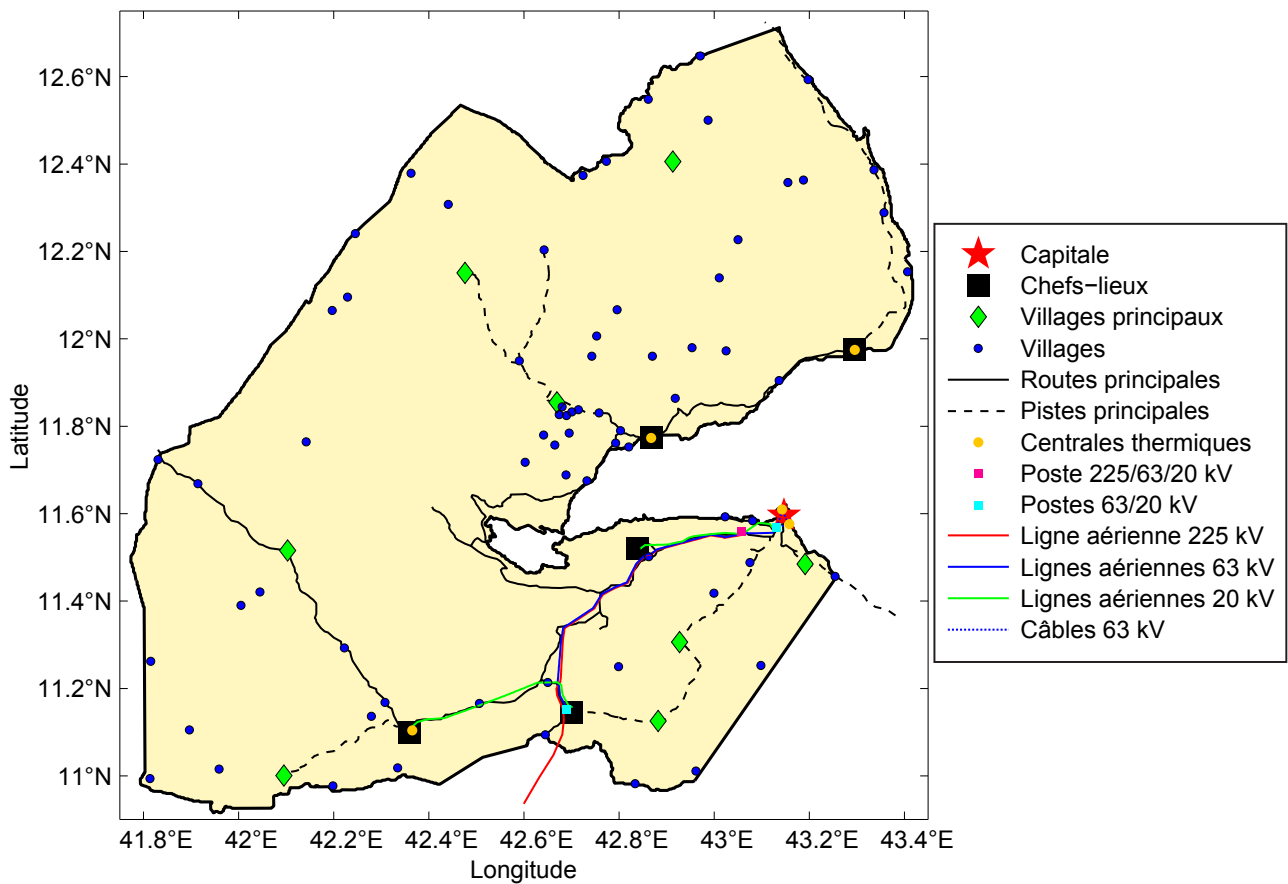 12.6°N
12.4°N
12.2°N
12°N
11.8°N
11.6°N
11.4°N
11.2°N
11°N
Latitude
41.8°E 42°E 42.2°E 42.4°E 42.6°E 42.8°E 43°E 43.2°E 43.4°E
Longitude
Capitale
Chefs−lieux
Villages principaux
Villages
Routes principales
Pistes principales
Centrales thermiques
Poste 225/63/20 kV
Postes 63/20 kV
Ligne aérienne 225 kV
Lignes aériennes 63 kV
Lignes aériennes 20 kV
Câbles 63 kV